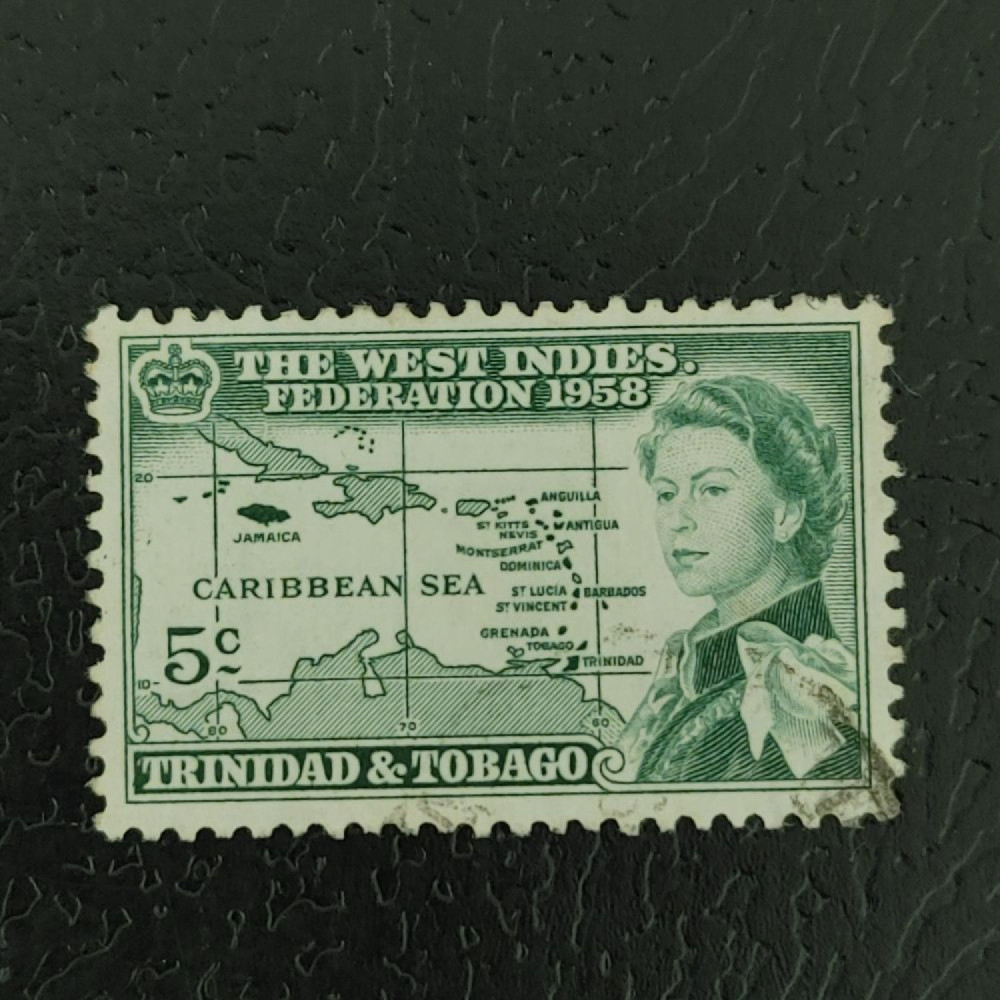 THE WEST INDIES.
FEDERATION 1958
20
ANGUILLA
ST KITTS
ANTIGUA
NEVIS
JAMAICA
MONTSERRAT
DOMINICA
CARIBBEAN SEA
ST LUCIA
BARBADOS
ST VINCENT
GRENADA
TOBAGO
5c
TRINIDAD
10
80
70
60
TRINIDAD & TOBAGO